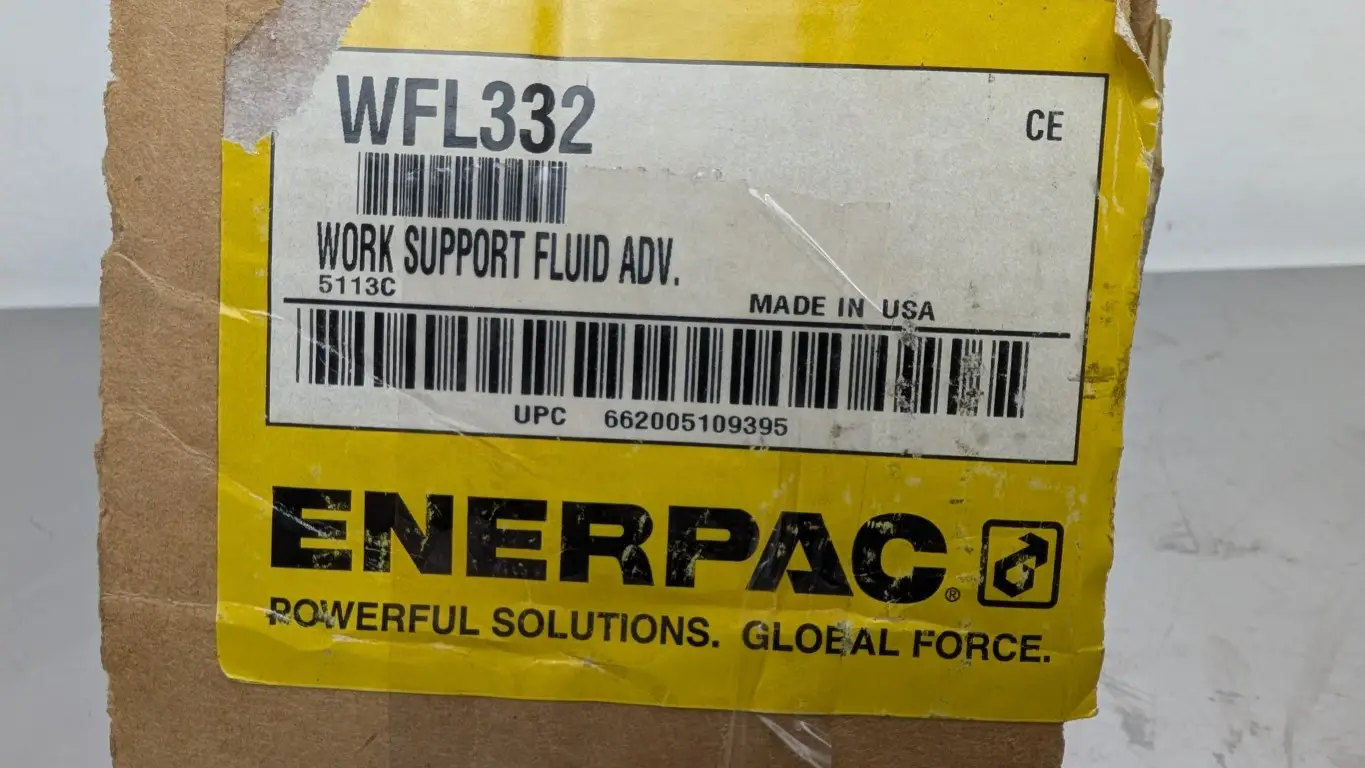 WFL332
CE
WORK SUPPORT FLUID ADV.
5113C
MADE IN USA
UPC 662005109395
ENERPAC®
POWERFUL SOLUTIONS. GLOBAL FORCE.